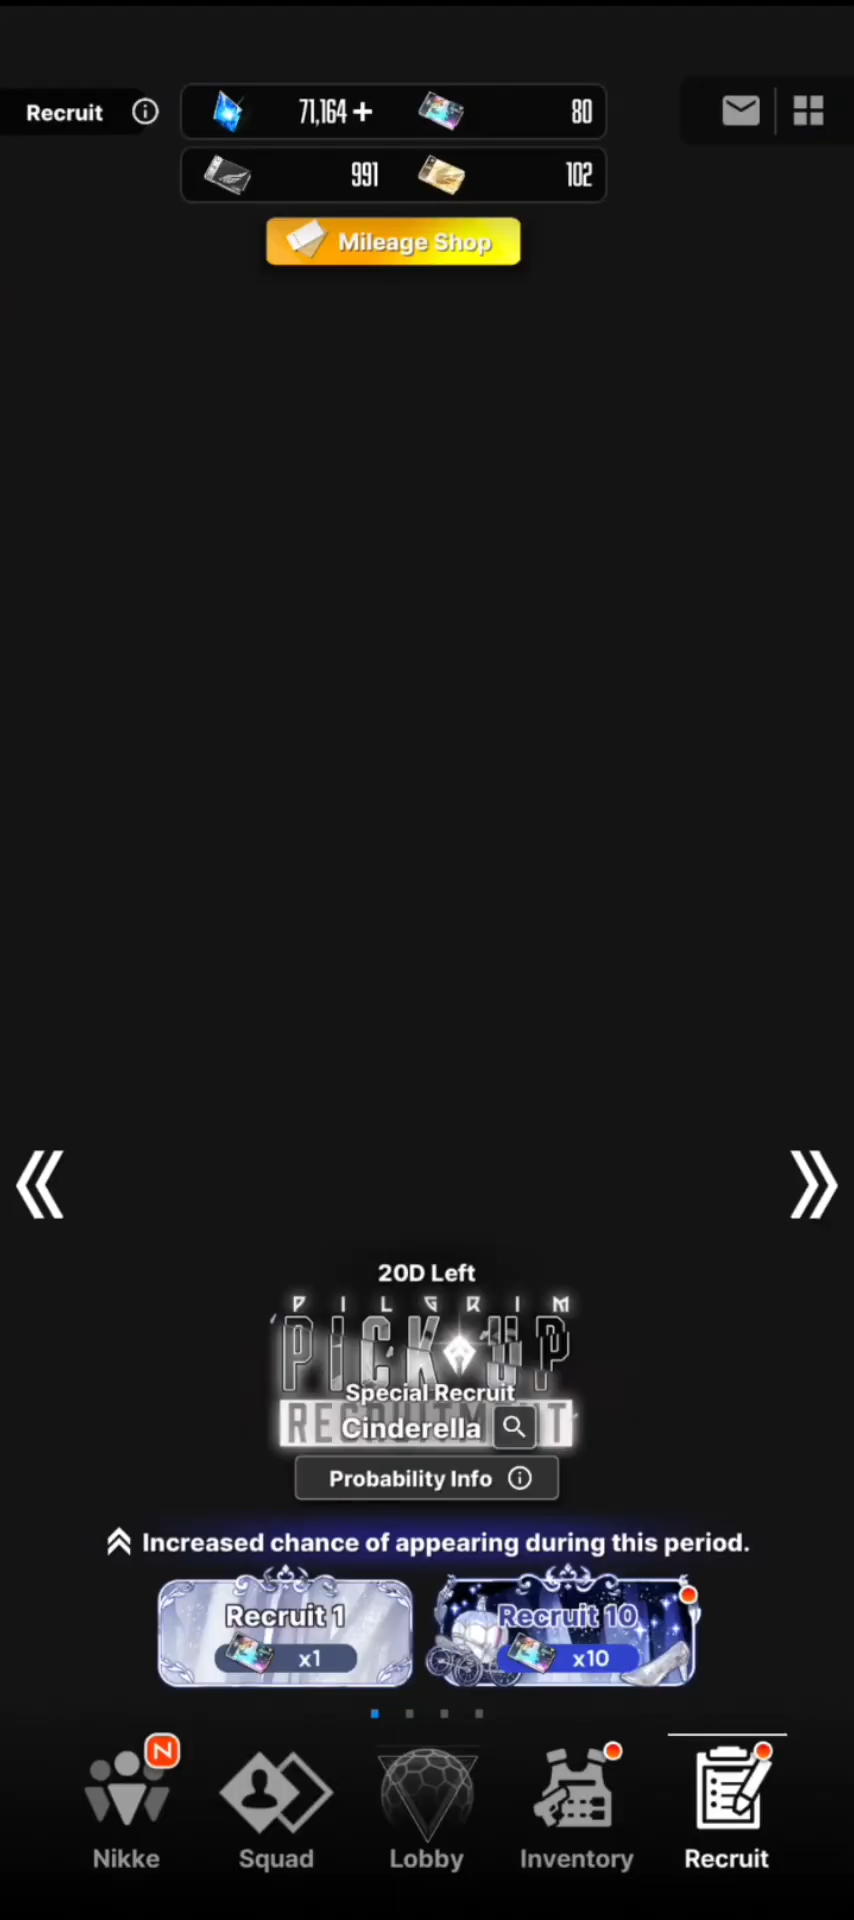 Recruit
71,164 +
80
991
102
Mileage Shop
20D Left
PILGRIM
PICK UP
RECRUITMENT
Special Recruit
Cinderella
Probability Info
Increased chance of appearing during this period.
Recruit 1
x1
Recruit 10
x10
N
Nikke
Squad
Lobby
Inventory
Recruit